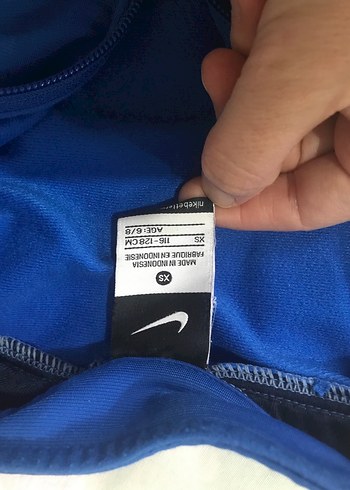 XS
MADE IN INDONESIA
FABRIQUE EN INDONESIE
XS 116-128 CM
AGE: 6/8